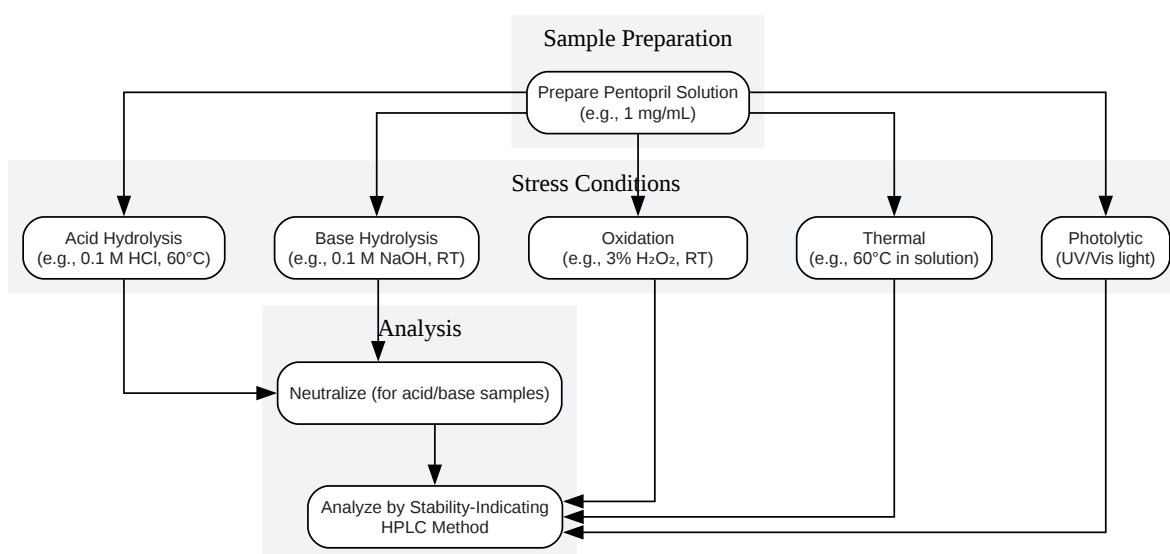 Sample Preparation
Prepare Pentopril Solution
(e.g., 1 mg/mL)
Stress Conditions
Acid Hydrolysis
(e.g., 0.1 M HCl, 60°C)
Base Hydrolysis
(e.g., 0.1 M NaOH, RT)
Oxidation
(e.g., 3% H₂O₂, RT)
Thermal
(e.g., 60°C in solution)
Photolytic
(UV/Vis light)
Analysis
Neutralize (for acid/base samples)
Analyze by Stability-Indicating
HPLC Method